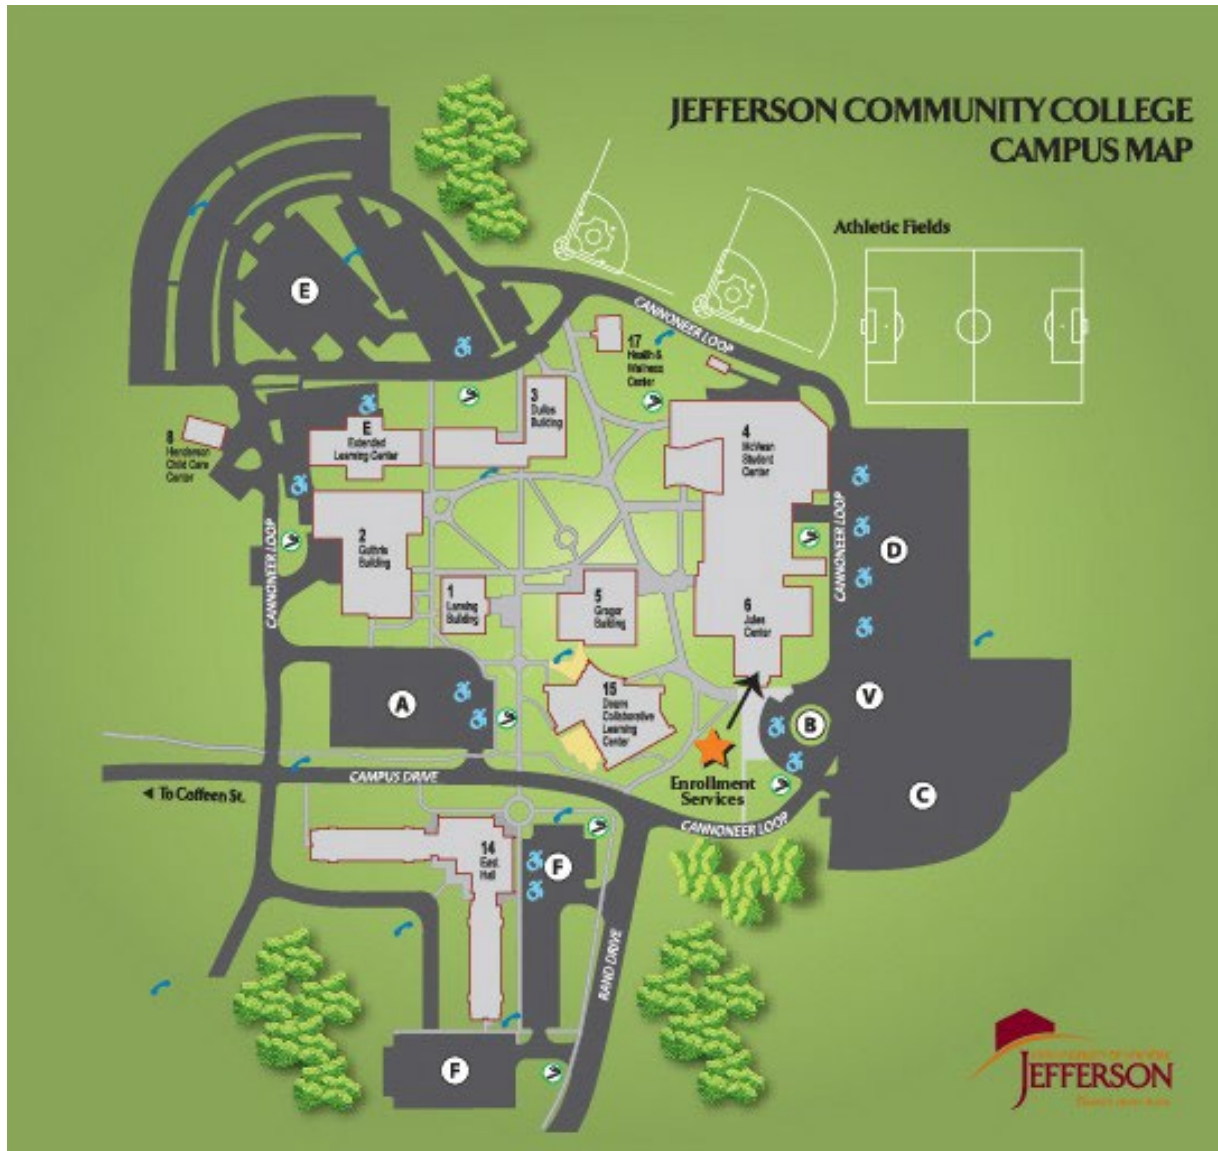 JEFFERSON COMMUNITY COLLEGE
CAMPUS MAP
Athletic Fields
CANNONEER LOOP
E
17
Health &
Wellness
Center
3
Dulles
Building
4
McVean
Student
Center
E
Extended
Learning Center
8
Henderson
Child Care
Center
2
Guthrie
Building
CANNONEER LOOP
CANNONEER LOOP
D
1
Lansing
Building
5
Gregor
Building
6
Jules
Center
A
15
Deans
Collaborative
Learning
Center
V
B
C
Enrollment
Services
CAMPUS DRIVE
To Coffeen St.
CANNONEER LOOP
14
East
Hall
F
RAND DRIVE
F
JEFFERSON